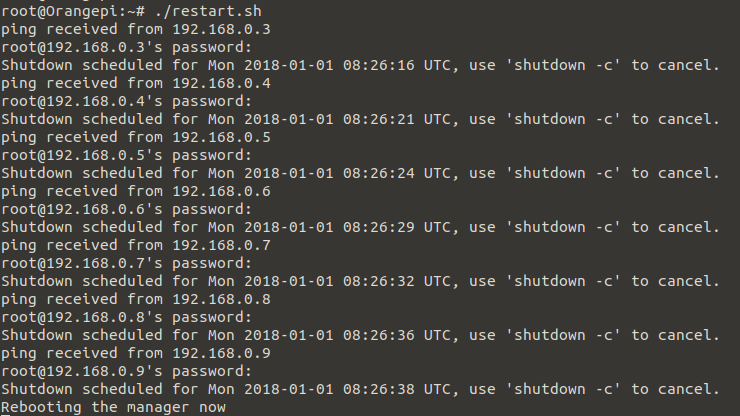 root@Orangepi:~# ./restart.sh
ping received from 192.168.0.3
root@192.168.0.3's password:
Shutdown scheduled for Mon 2018-01-01 08:26:16 UTC, use 'shutdown -c' to cancel.
ping received from 192.168.0.4
root@192.168.0.4's password:
Shutdown scheduled for Mon 2018-01-01 08:26:21 UTC, use 'shutdown -c' to cancel.
ping received from 192.168.0.5
root@192.168.0.5's password:
Shutdown scheduled for Mon 2018-01-01 08:26:24 UTC, use 'shutdown -c' to cancel.
ping received from 192.168.0.6
root@192.168.0.6's password:
Shutdown scheduled for Mon 2018-01-01 08:26:29 UTC, use 'shutdown -c' to cancel.
ping received from 192.168.0.7
root@192.168.0.7's password:
Shutdown scheduled for Mon 2018-01-01 08:26:32 UTC, use 'shutdown -c' to cancel.
ping received from 192.168.0.8
root@192.168.0.8's password:
Shutdown scheduled for Mon 2018-01-01 08:26:36 UTC, use 'shutdown -c' to cancel.
ping received from 192.168.0.9
root@192.168.0.9's password:
Shutdown scheduled for Mon 2018-01-01 08:26:38 UTC, use 'shutdown -c' to cancel.
Rebooting the manager now